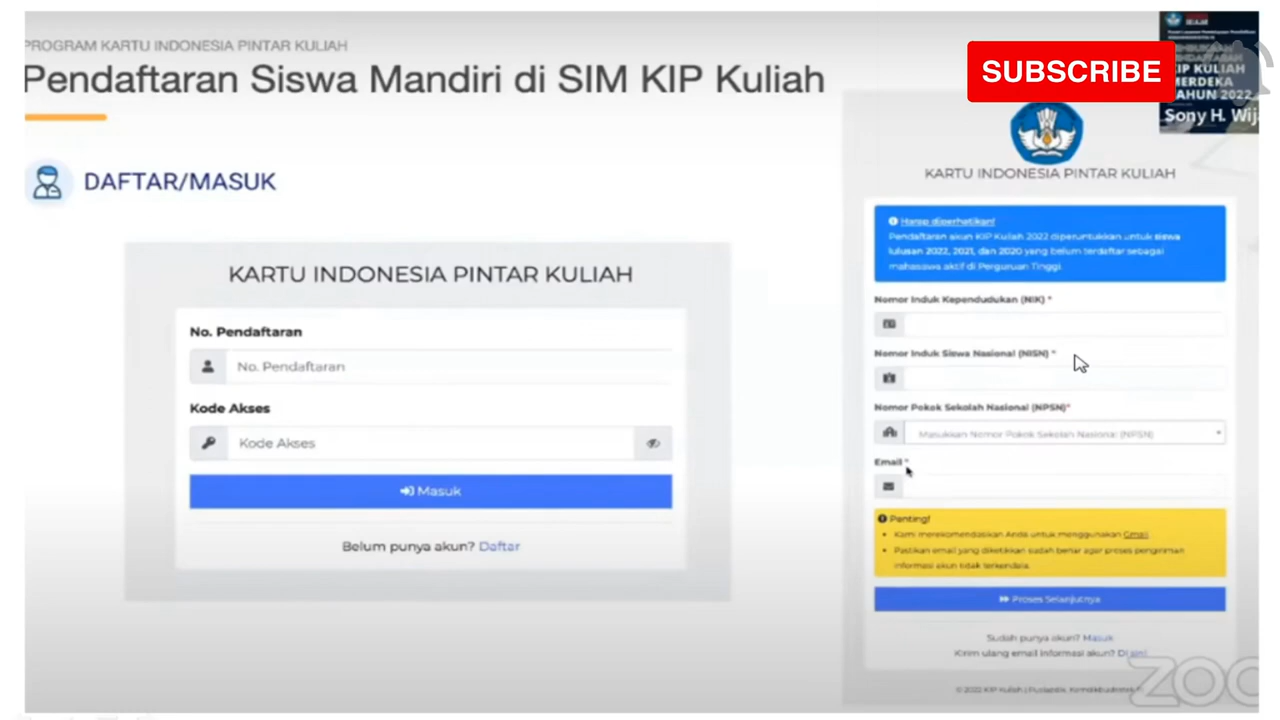 PROGRAM KARTU INDONESIA PINTAR KULIAH
Pendaftaran Siswa Mandiri di SIM KIP Kuliah
DAFTAR/MASUK
KARTU INDONESIA PINTAR KULIAH
No. Pendaftaran
No. Pendaftaran
Kode Akses
Kode Akses
Masuk
Belum punya akun? Daftar
SUBSCRIBE
KIP KULIAH
MERDEKA
TAHUN 2022
Sony H. Wij
KARTU INDONESIA PINTAR KULIAH
Harap diperhatikan!
Pendaftaran akun KIP Kuliah 2022 diperuntukkan untuk siswa
lulusan 2022, 2021, dan 2020 yang belum terdaftar sebagai
mahasiswa aktif di Perguruan Tinggi.
Nomor Induk Kependudukan (NIK) *
Nomor Induk Siswa Nasional (NISN) *
Nomor Pokok Sekolah Nasional (NPSN)*
Masukkan Nomor Pokok Sekolah Nasional (NPSN)
Email *
Penting!
Kami merekomendasikan Anda untuk menggunakan Gmail
Pastikan email yang diketikkan sudah benar agar proses pengiriman
informasi akun tidak terkendala.
Proses Selanjutnya
Sudah punya akun? Masuk
Kirim ulang email informasi akun? Di sini
© 2022 KIP Kuliah | Puslapdik,
ZOO